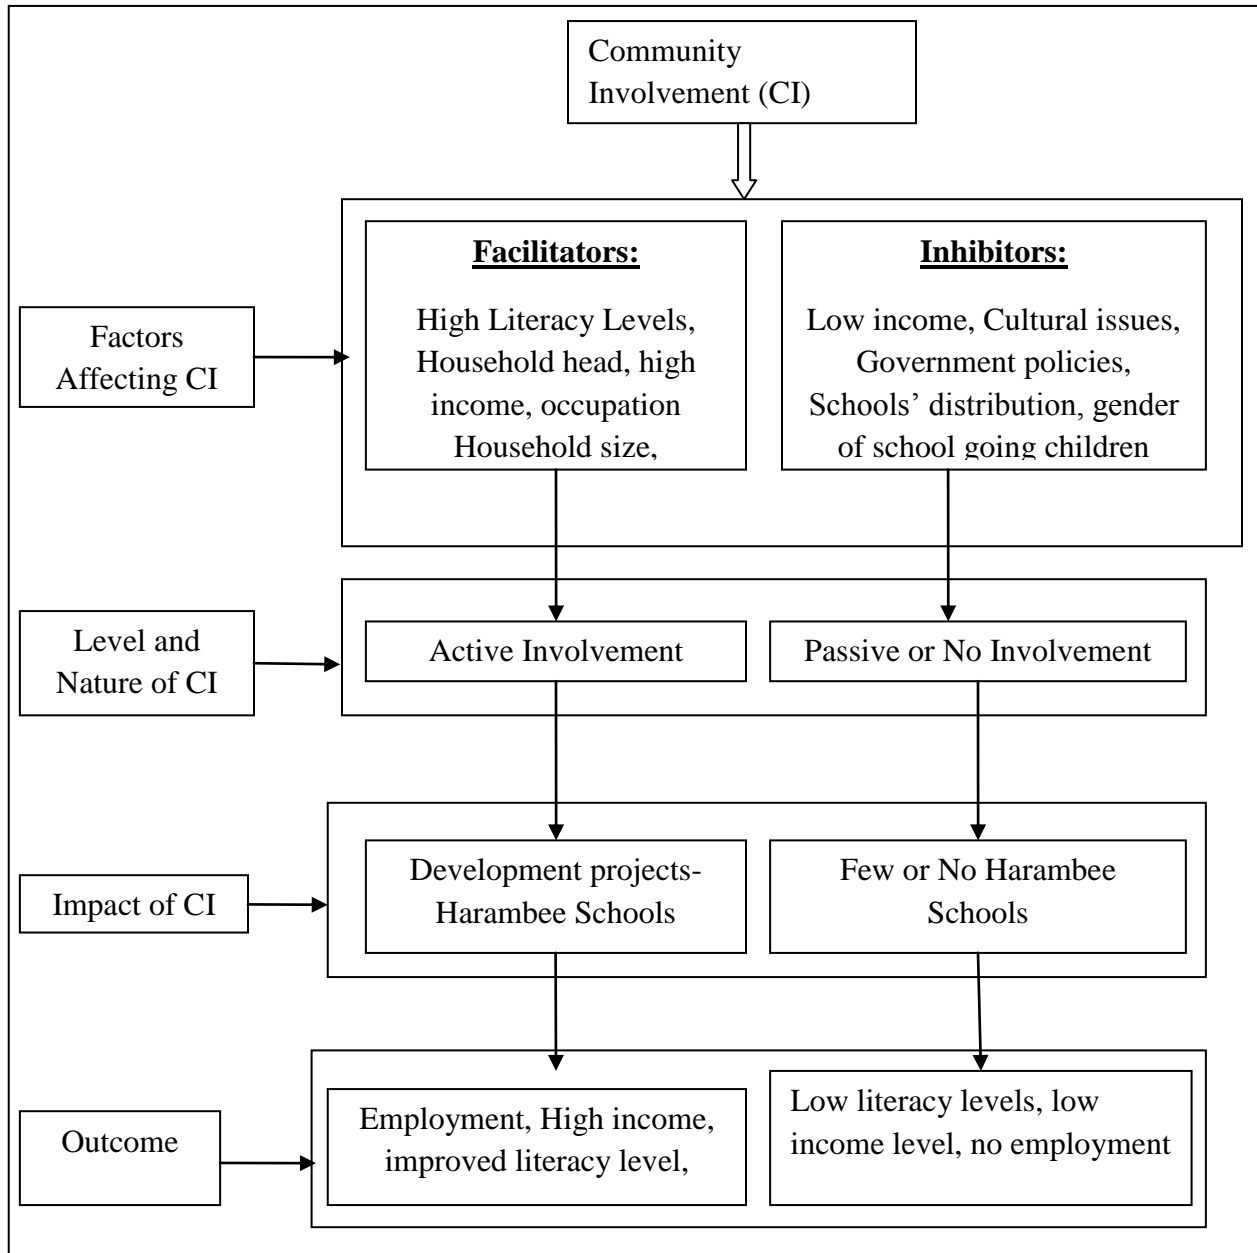 Community
Involvement (CI)
Facilitators:
High Literacy Levels,
Household head, high
income, occupation
Household size,
Inhibitors:
Low income, Cultural issues,
Government policies,
Schools’ distribution, gender
of school going children
Factors
Affecting CI
Level and
Nature of CI
Active Involvement
Passive or No Involvement
Impact of CI
Development projects-
Harambee Schools
Few or No Harambee
Schools
Outcome
Employment, High income,
improved literacy level,
Low literacy levels, low
income level, no employment